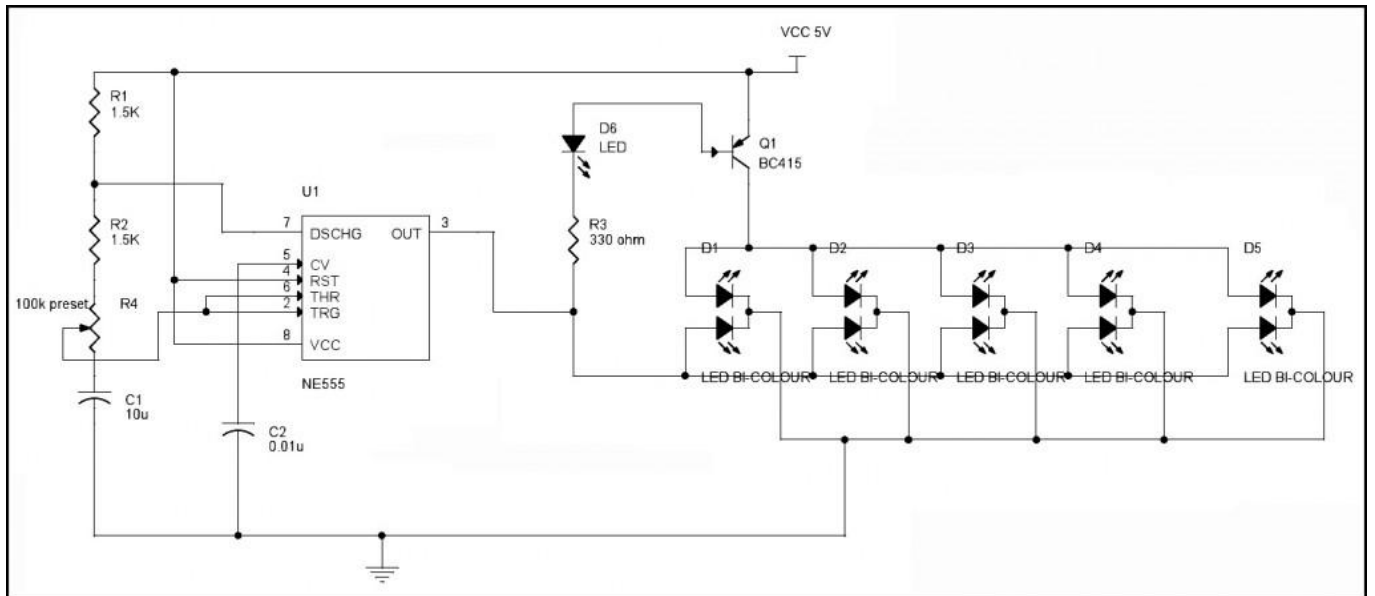 VCC 5V
R1
1.5K
D6
LED
Q1
BC415
U1
R2
1.5K
7
DSCHG
OUT
3
R3
330 ohm
D1
D2
D3
D4
D5
5
CV
4
RST
6
THR
2
TRG
8
VCC
100k preset
R4
NE555
LED BI-COLOUR
LED BI-COLOUR
LED BI-COLOUR
LED BI-COLOUR
LED BI-COLOUR
C1
10u
C2
0.01u